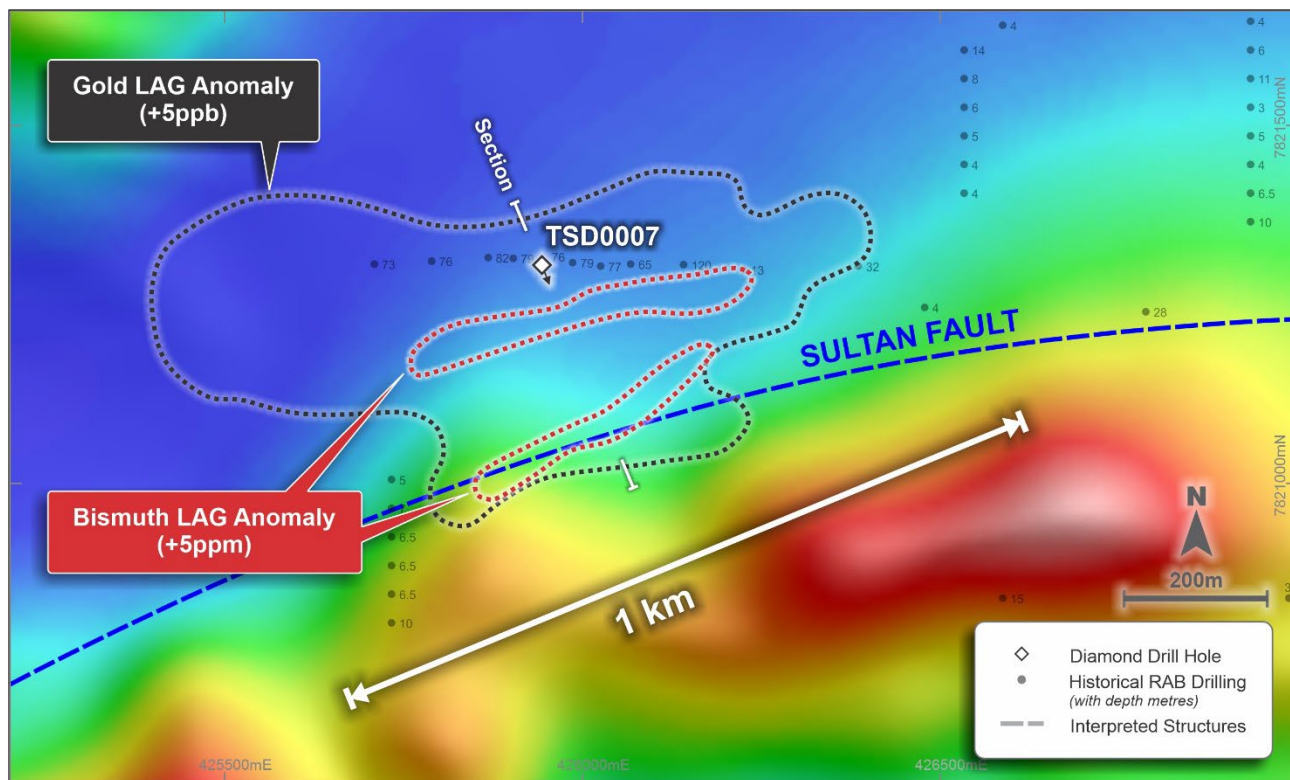 Gold LAG Anomaly
(+5ppb)
Section
TSD0007
4
14
8
6
5
4
4
4
6
11
3
5
4
6.5
10
7821500mN
73
76
82
76
79
77
65
120
32
4
28
SULTAN FAULT
5
Bismuth LAG Anomaly
(+5ppm)
6.5
6.5
6.5
10
1 km
15
7821000mN
N
200m
Diamond Drill Hole
Historical RAB Drilling
(with depth metres)
Interpreted Structures
425500mE
426500mE